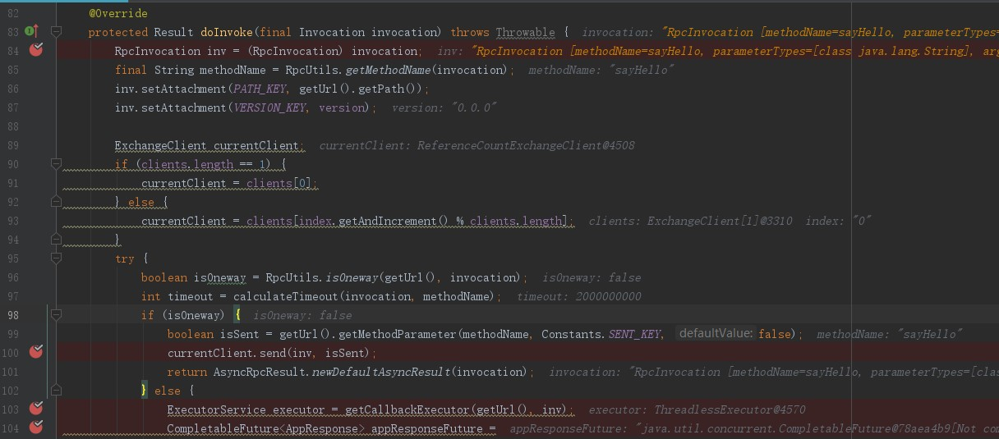 82 @Override
83 protected Result doInvoke(final Invocation invocation) throws Throwable { invocation: "RpcInvocation [methodName=sayHello, parameterTypes=
84 RpcInvocation inv = (RpcInvocation) invocation; inv: "RpcInvocation [methodName=sayHello, parameterTypes=[class java.lang.String], arg
85 final String methodName = RpcUtils.getMethodName(invocation); methodName: "sayHello"
86 inv.setAttachment(PATH_KEY, getUrl().getPath());
87 inv.setAttachment(VERSION_KEY, version); version: "0.0.0"
88
89 ExchangeClient currentClient; currentClient: ReferenceCountExchangeClient@4508
90 if (clients.length == 1) {
91 currentClient = clients[0];
92 } else {
93 currentClient = clients[index.getAndIncrement() % clients.length]; clients: ExchangeClient[1]@3310 index: "0"
94 }
95 try {
96 boolean isOneway = RpcUtils.isOneway(getUrl(), invocation); isOneway: false
97 int timeout = calculateTimeout(invocation, methodName); timeout: 2000000000
98 if (isOneway) { isOneway: false
99 boolean isSent = getUrl().getMethodParameter(methodName, Constants.SENT_KEY, defaultValue: false); methodName: "sayHello"
100 currentClient.send(inv, isSent);
101 return AsyncRpcResult.newDefaultAsyncResult(invocation); invocation: "RpcInvocation [methodName=sayHello, parameterTypes=[clas
102 } else {
103 ExecutorService executor = getCallbackExecutor(getUrl(), inv); executor: ThreadlessExecutor@4570
104 CompletableFuture<AppResponse> appResponseFuture = appResponseFuture: "java.util.concurrent.CompletableFuture@78aea4b9[Not com